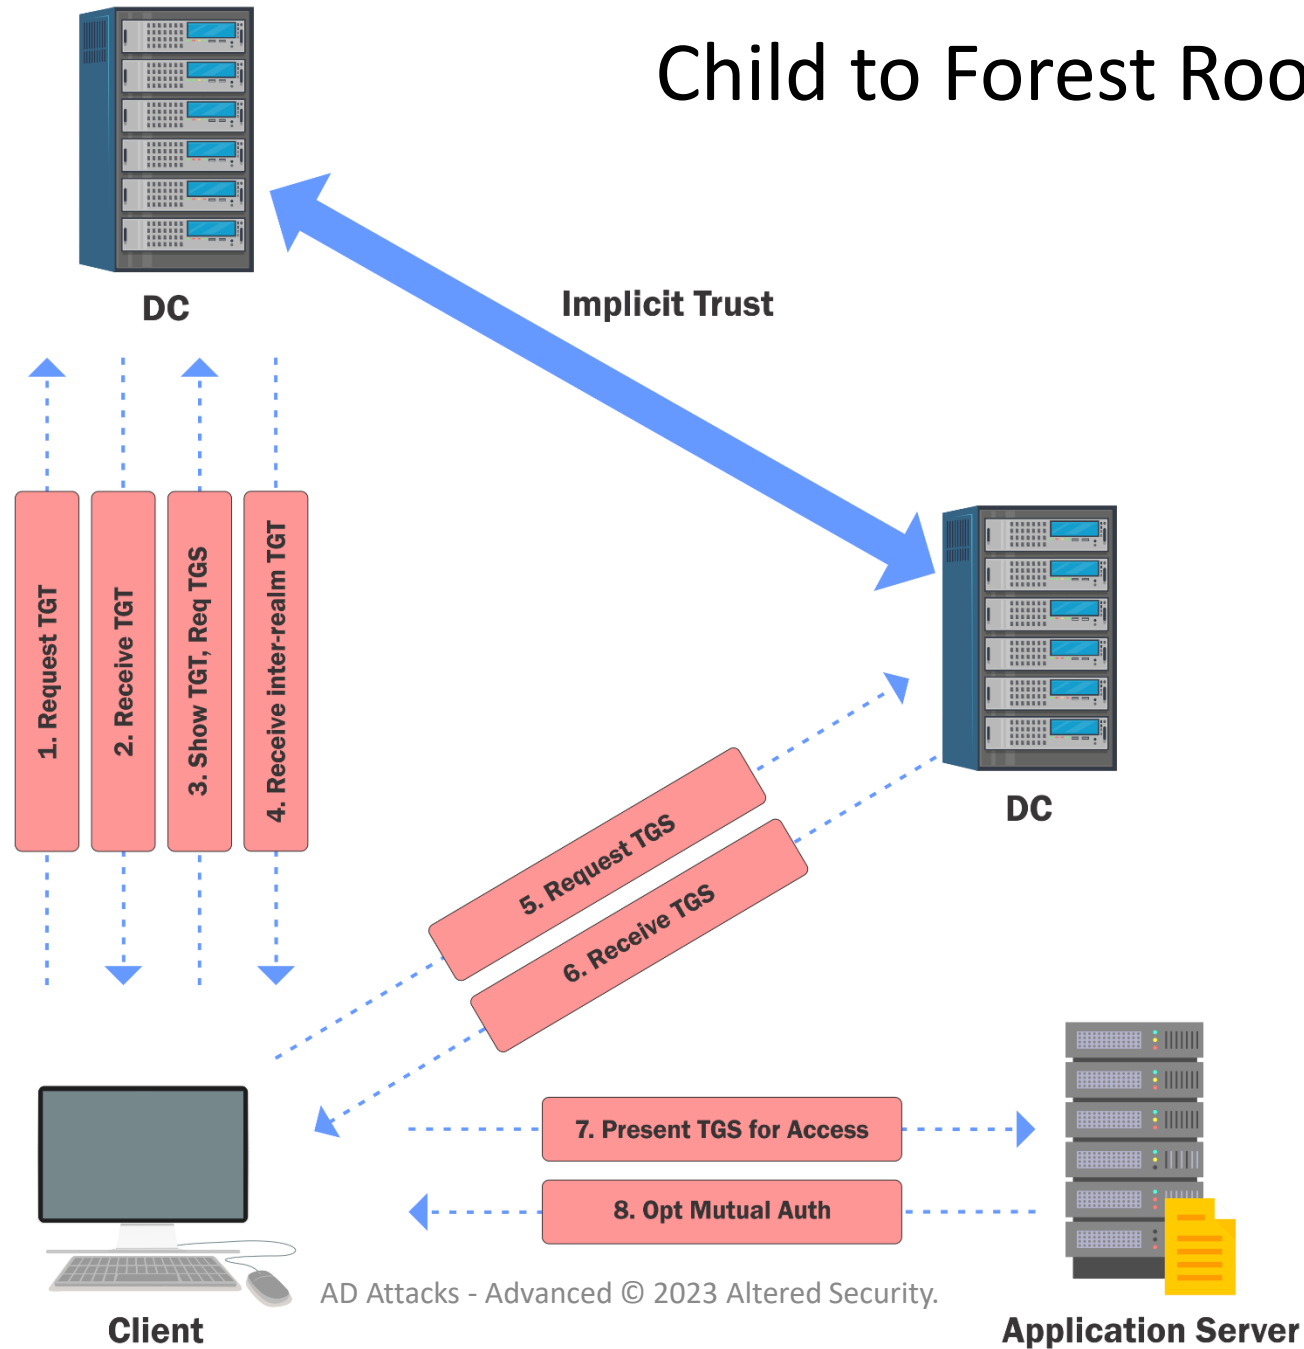 Child to Forest Roo
DC
Implicit Trust
1. Request TGT
2. Receive TGT
3. Show TGT, Req TGS
4. Receive inter-realm TGT
DC
5. Request TGS
6. Receive TGS
7. Present TGS for Access
8. Opt Mutual Auth
AD Attacks - Advanced © 2023 Altered Security.
Client
Application Server